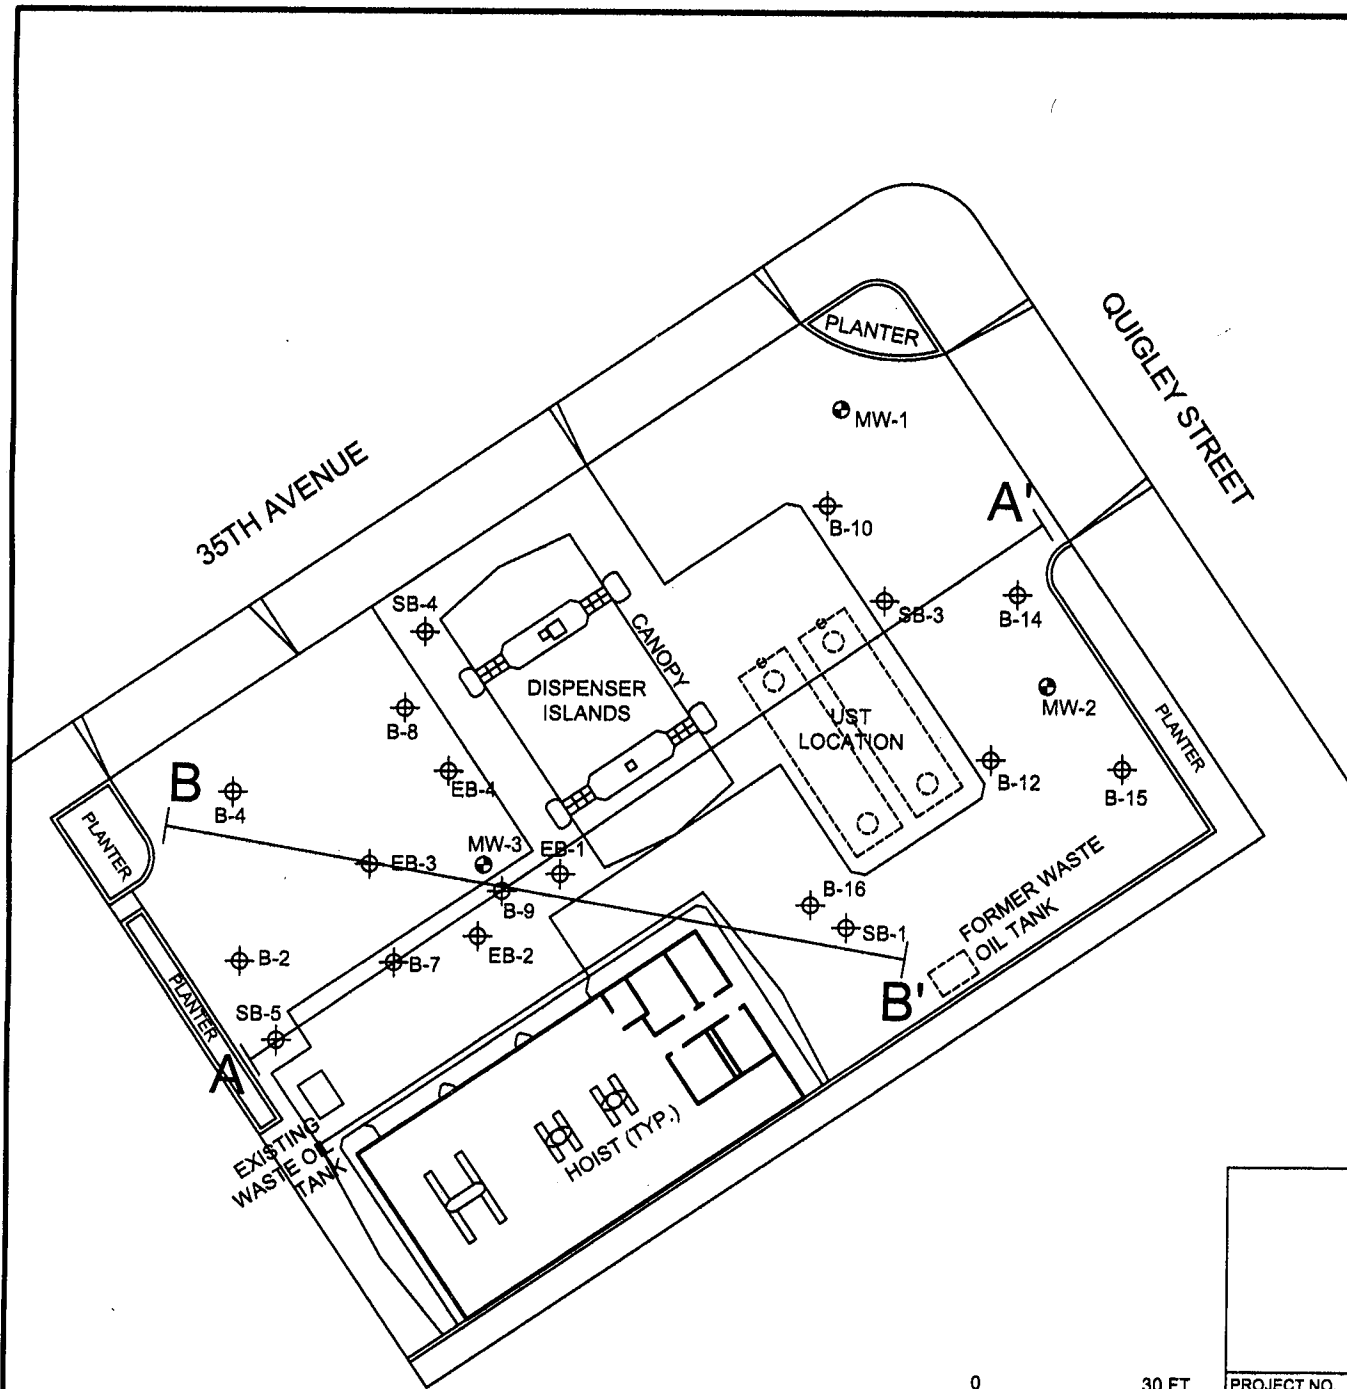 PLANTER
QUIGLEY STREET
MW-1
35TH AVENUE
A'
B-10
SB-4
SB-3
B-14
CANOPY
DISPENSER
ISLANDS
MW-2
B-8
UST
LOCATION
PLANTER
B
EB-4
B-12
B-15
B-4
PLANTER
MW-3
EB-1
EB-3
B-9
B-16
FORMER WASTE
OIL TANK
SB-1
B-2
B-7
EB-2
PLANTER
B'
SB-5
A
EXISTING
WASTE OIL
TANK
HOIST (TYP.)
0
30 FT
PROJECT NO.